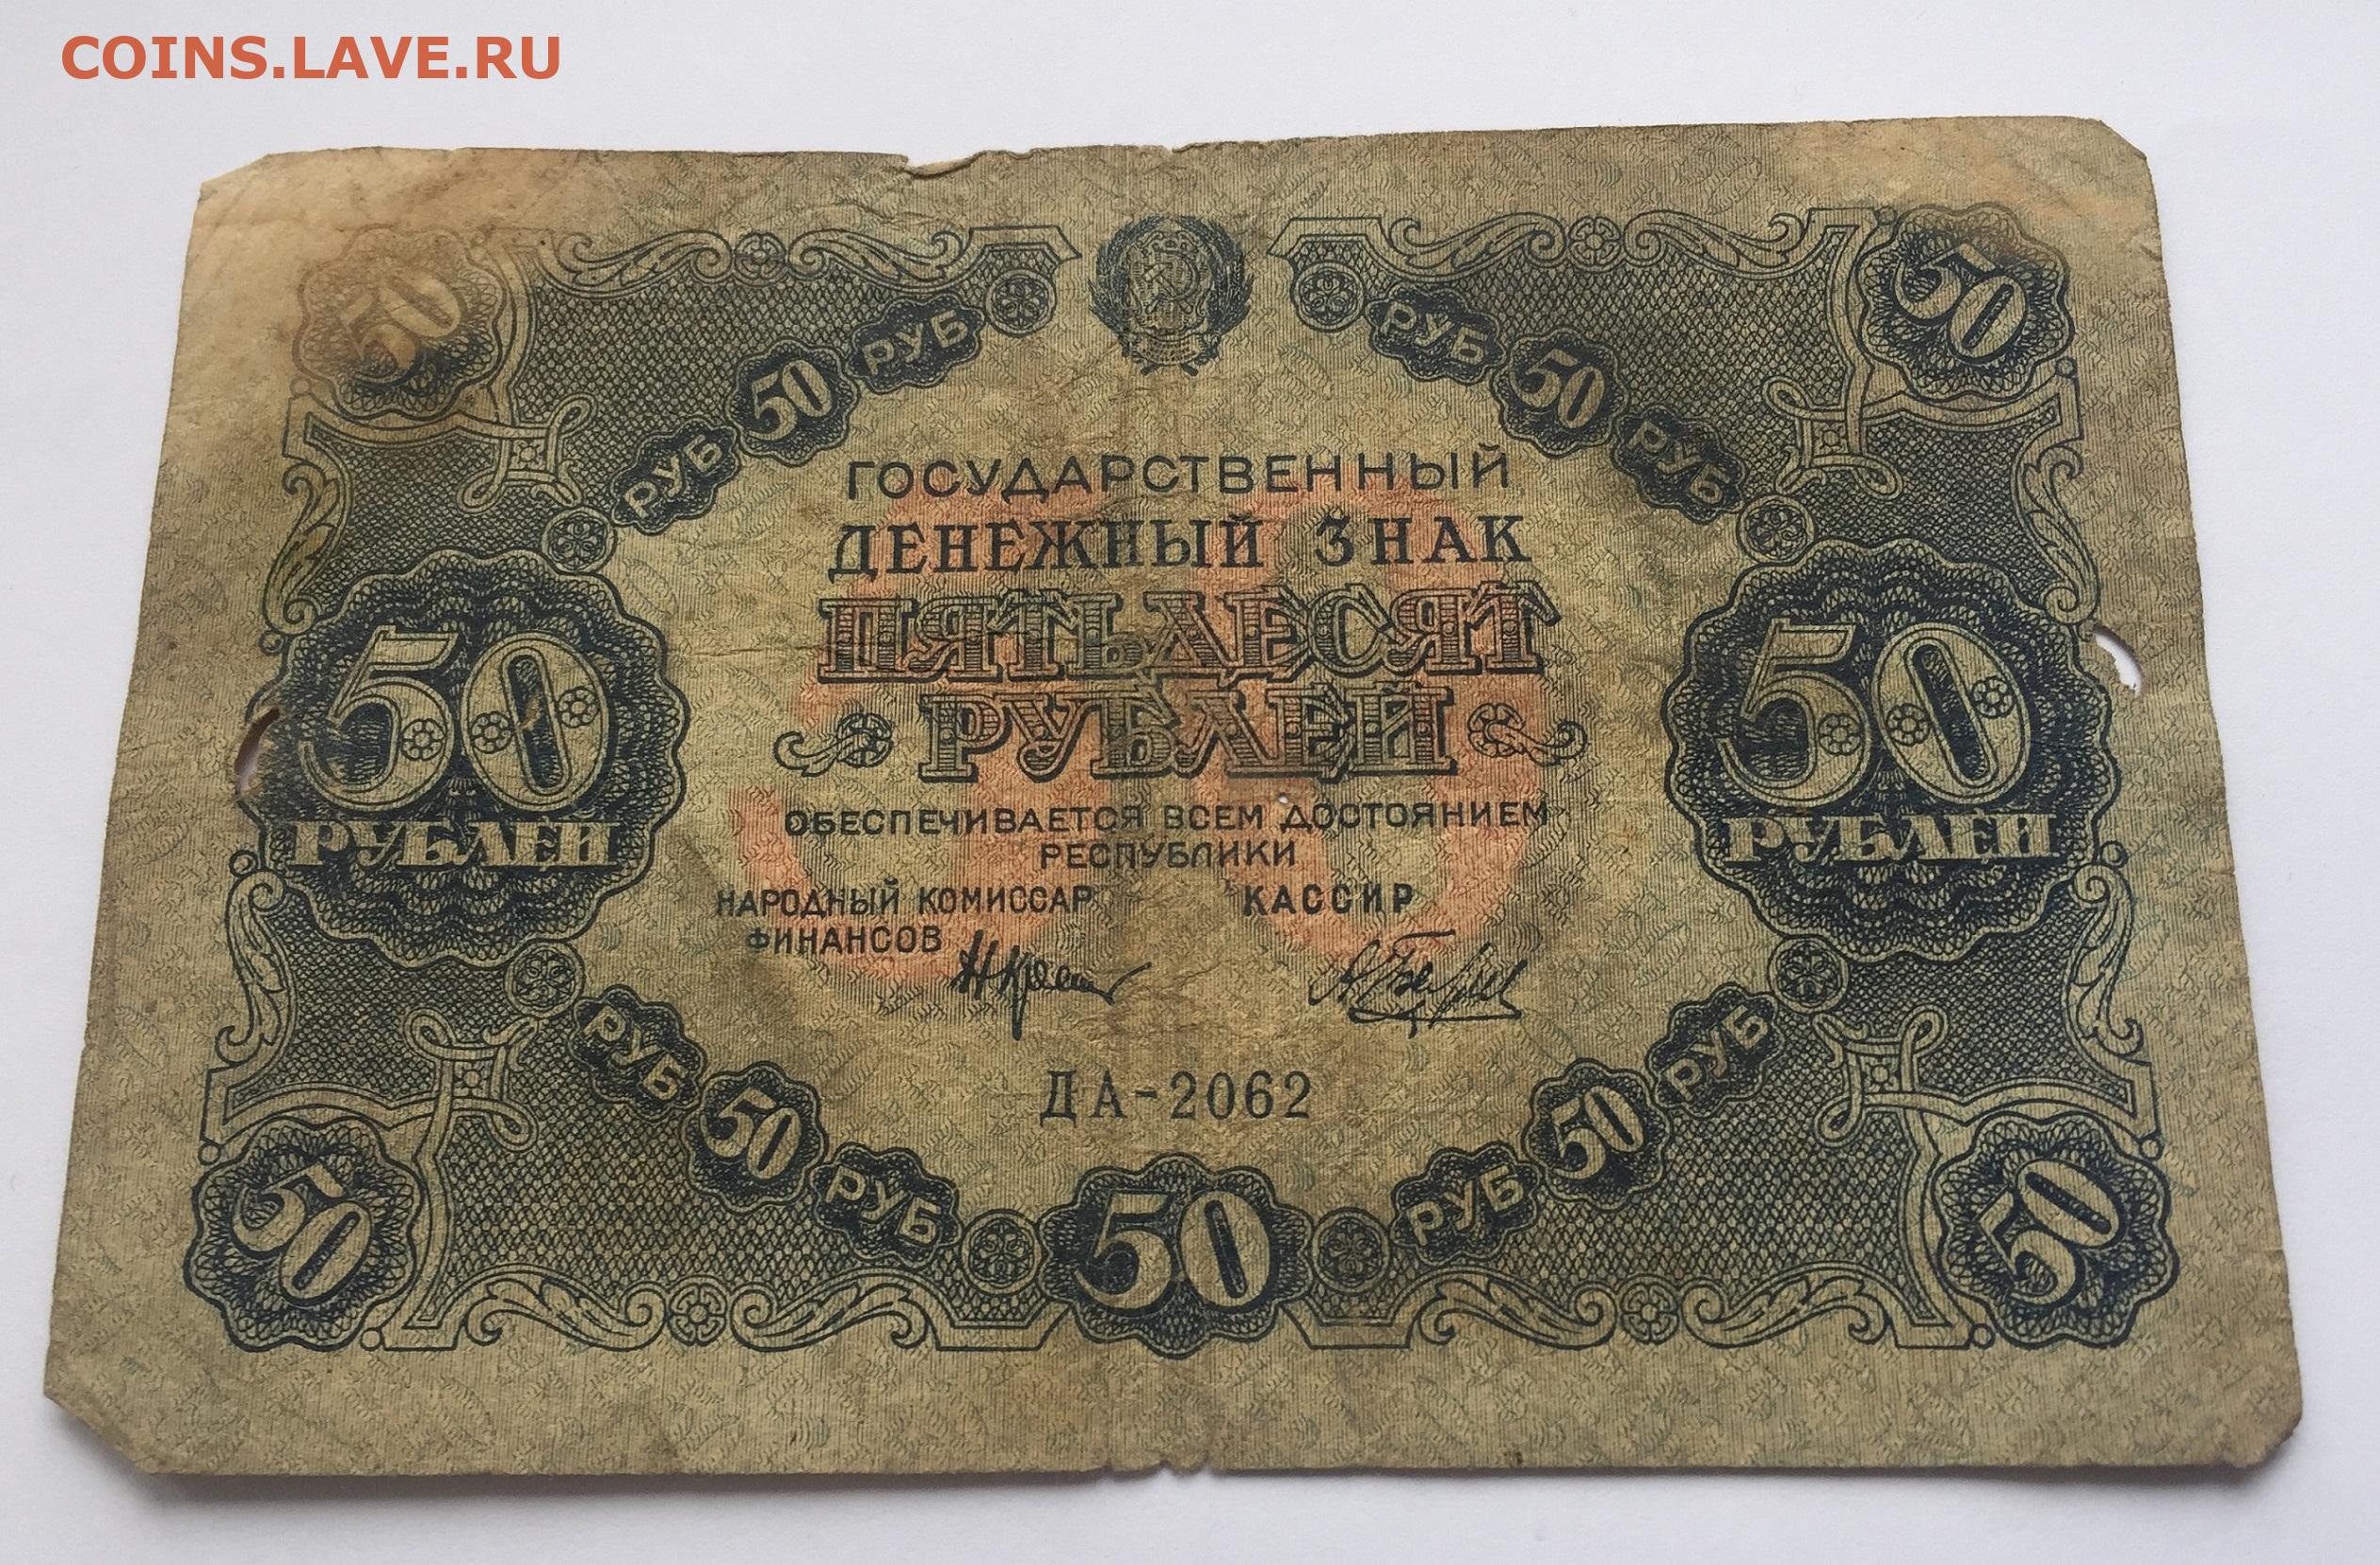 COINS.LAVE.RU
50
50
РУБ
50
РУБ
РУБ
50
РУБ
ГОСУДАРСТВЕННЫЙ
ДЕНЕЖНЫЙ ЗНАК
ПЯТЬДЕСЯТ
РУБЛЕЙ
50
РУБЛЕЙ
50
РУБЛЕЙ
ОБЕСПЕЧИВАЕТСЯ ВСЕМ ДОСТОЯНИЕМ
РЕСПУБЛИКИ
НАРОДНЫЙ КОМИССАР
ФИНАНСОВ
КАССИР
ДА-2062
РУБ
50
РУБ
50
РУБ
50
РУБ
50
50